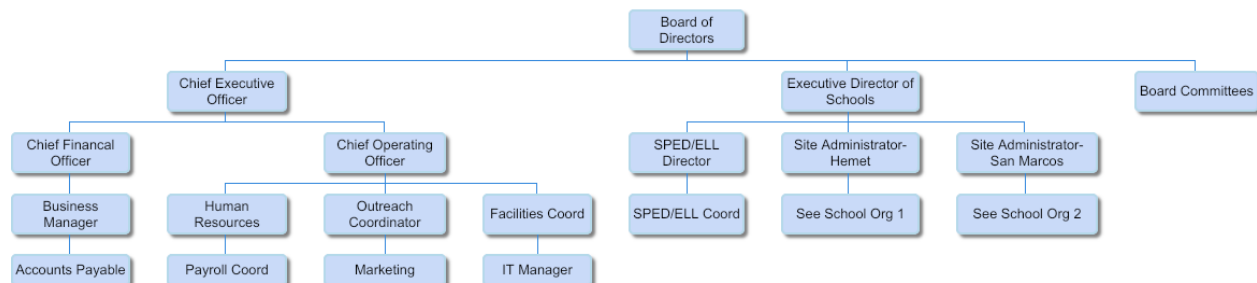 Board of
Directors
Chief Executive
Officer
Executive Director of
Schools
Board Committees
Chief Financal
Officer
Chief Operating
Officer
SPED/ELL
Director
Site Administrator-
Hemet
Site Administrator-
San Marcos
Business
Manager
Human
Resources
Outreach
Coordinator
Facilities Coord
SPED/ELL Coord
See School Org 1
See School Org 2
Accounts Payable
Payroll Coord
Marketing
IT Manager